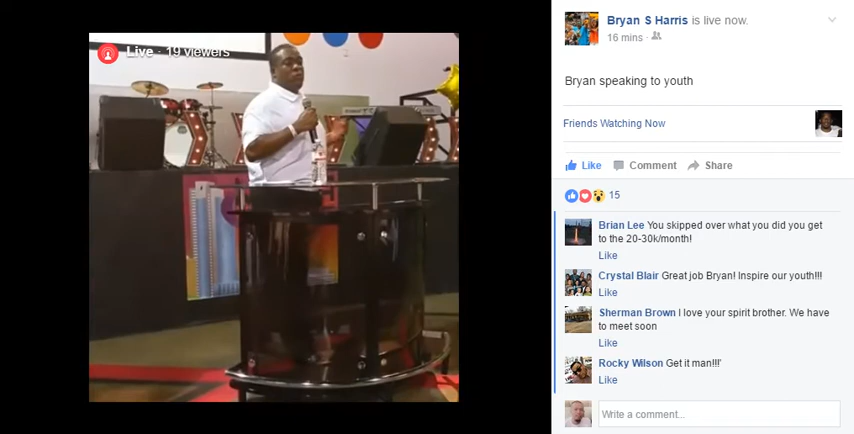 Live · 19 viewers
Bryan S Harris is live now.
16 mins ·
Bryan speaking to youth
Friends Watching Now
Like Comment Share
15
Brian Lee You skipped over what you did you get
to the 20-30k/month!
Like
Crystal Blair Great job Bryan! Inspire our youth!!!
Like
Sherman Brown I love your spirit brother. We have
to meet soon
Like
Rocky Wilson Get it man!!!'
Like
Write a comment...